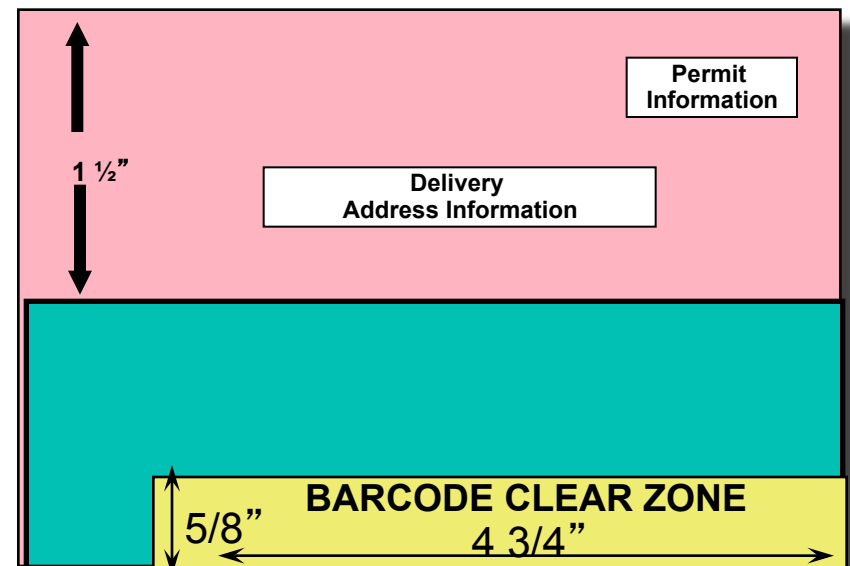 Permit
Information
1 ½”
Delivery
Address Information
BARCODE CLEAR ZONE
5/8”
4 3/4”